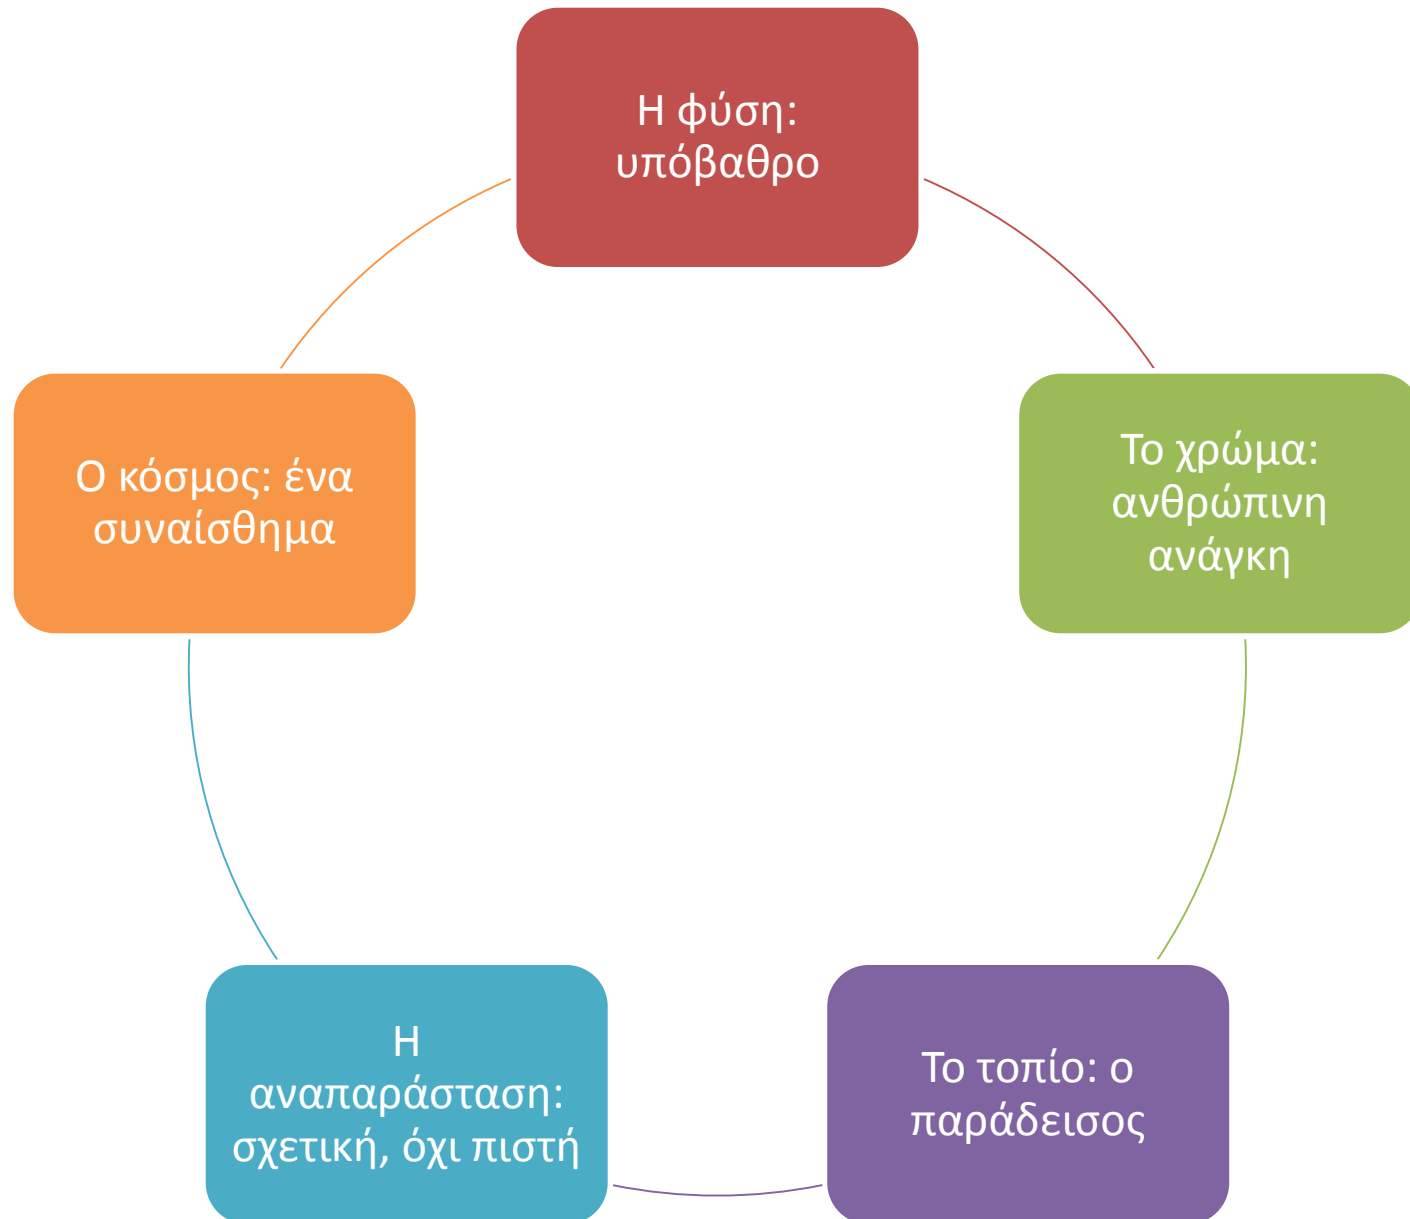 Η φύση:
υπόβαθρο
Το χρώμα:
ανθρώπινη
ανάγκη
Το τοπίο: ο
παράδεισος
Η
αναπαράσταση:
σχετική, όχι πιστή
Ο κόσμος: ένα
συναίσθημα